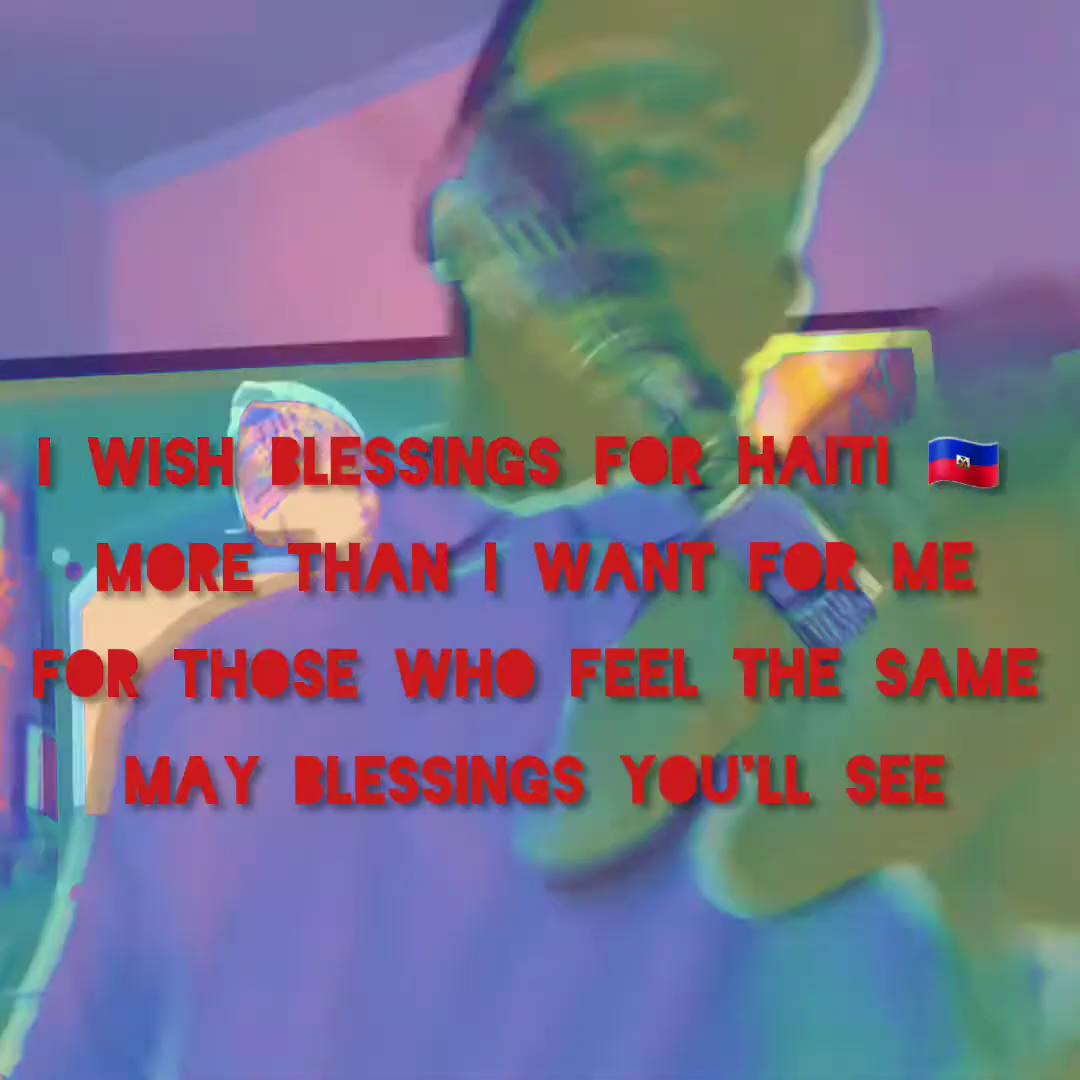 I WISH BLESSINGS FOR HAITI 🇭🇹
MORE THAN I WANT FOR ME
FOR THOSE WHO FEEL THE SAME
MAY BLESSINGS YOU'LL SEE